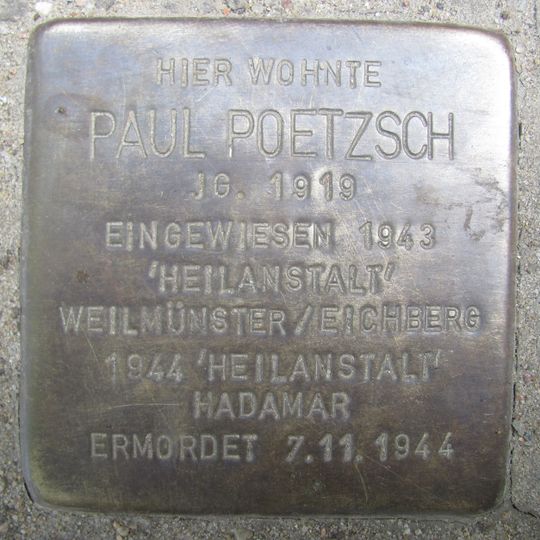 HIER WOHNTE
PAUL POETZSCH
JG. 1919
EINGEWIESEN 1943
'HEILANSTALT'
WEILMÜNSTER/EICHBERG
1944 'HEILANSTALT'
HADAMAR
ERMORDET 7.11.1944